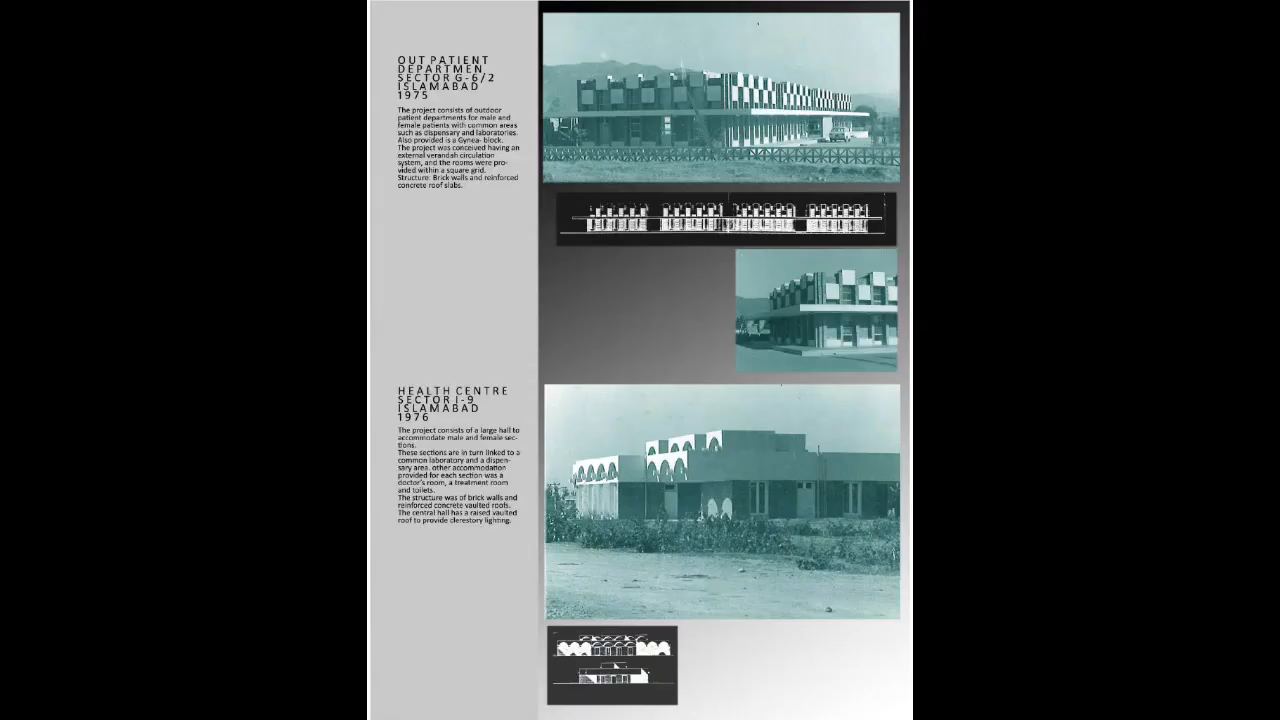 OUT PATIENT
DEPARTMEN
SECTOR G-6/2
ISLAMABAD
1975
The project consists of outdoor
patient departments for male and
female patients with common areas
such as dispensary and laboratories.
Also provided is a Gynea- block.
The project was conceived having an
external verandah circulation
system, and the rooms were pro-
vided within a square grid.
Structure: Brick walls and reinforced
concrete roof slabs.
HEALTH CENTRE
SECTOR I-9
ISLAMABAD
1976
The project consists of a large hall to
accommodate male and female sec-
tions.
These sections are in turn linked to a
common laboratory and a dispen-
sary area. other accommodation
provided for each section was a
doctor's room, a treatment room
and toilets.
The structure was of brick walls and
reinforced concrete vaulted roofs.
The central hall has a raised vaulted
roof to provide clerestory lighting.